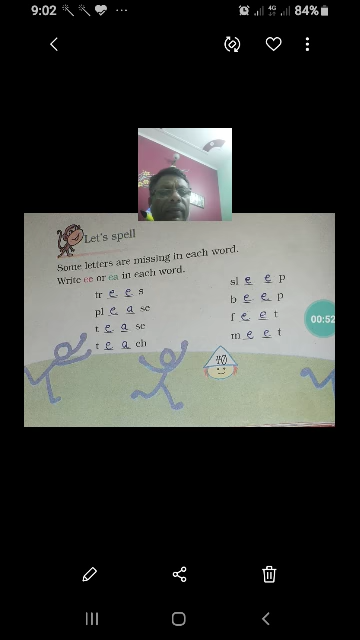 9:02
4G
84%
Let's spell
Some letters are missing in each word.
Write ee or ea in each word.
tr e e s
pl e a se
t e a se
t e a ch
sl e e p
b e e p
f e e t
m e e t
00:52
40